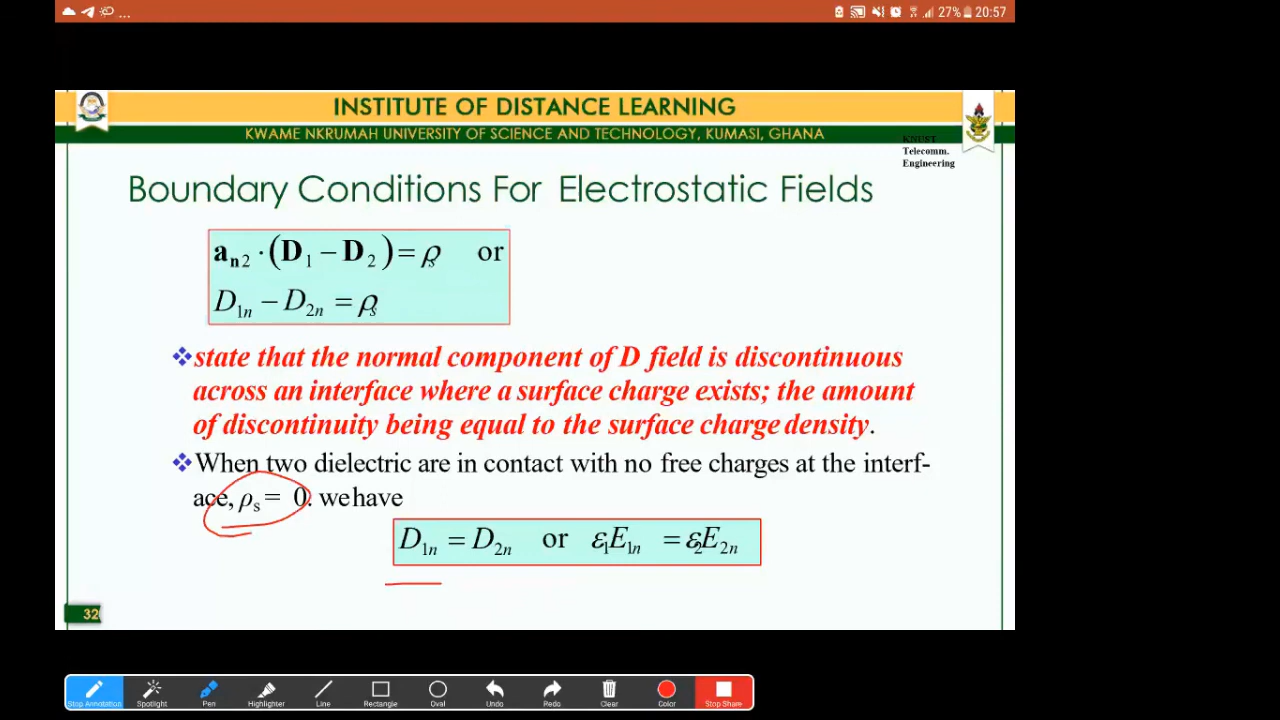 ... 27% 20:57
INSTITUTE OF DISTANCE LEARNING
KWAME NKRUMAH UNIVERSITY OF SCIENCE AND TECHNOLOGY, KUMASI, GHANA
KNUST
Telecomm.
Engineering
Boundary Conditions For Electrostatic Fields
aₙ₂ · (D₁ − D₂) = ρₛ or
D₁ₙ − D₂ₙ = ρₛ
❖state that the normal component of D field is discontinuous
across an interface where a surface charge exists; the amount
of discontinuity being equal to the surface charge density.
❖When two dielectric are in contact with no free charges at the interf-
ace, ρₛ = 0. we have
D₁ₙ = D₂ₙ or ε₁E₁ₙ = ε₂E₂ₙ
32
Stop Annotation Spotlight Pen Highlighter Line Rectangle Oval Undo Redo Clear Color Stop Share